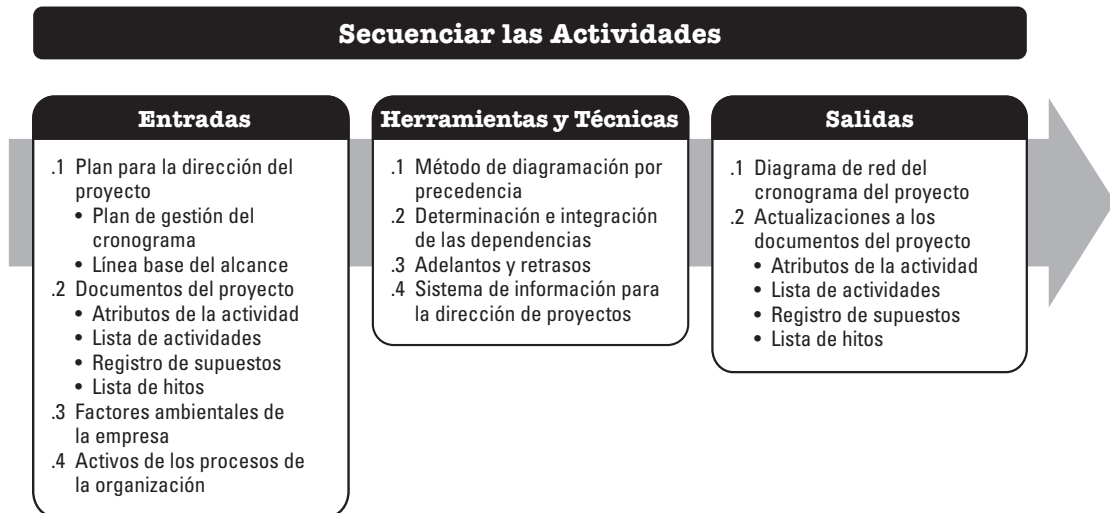 Secuenciar las Actividades
Entradas
.1 Plan para la dirección del
proyecto
• Plan de gestión del
cronograma
• Línea base del alcance
.2 Documentos del proyecto
• Atributos de la actividad
• Lista de actividades
• Registro de supuestos
• Lista de hitos
.3 Factores ambientales de
la empresa
.4 Activos de los procesos de
la organización
Herramientas y Técnicas
.1 Método de diagramación por
precedencia
.2 Determinación e integración
de las dependencias
.3 Adelantos y retrasos
.4 Sistema de información para
la dirección de proyectos
Salidas
.1 Diagrama de red del
cronograma del proyecto
.2 Actualizaciones a los
documentos del proyecto
• Atributos de la actividad
• Lista de actividades
• Registro de supuestos
• Lista de hitos